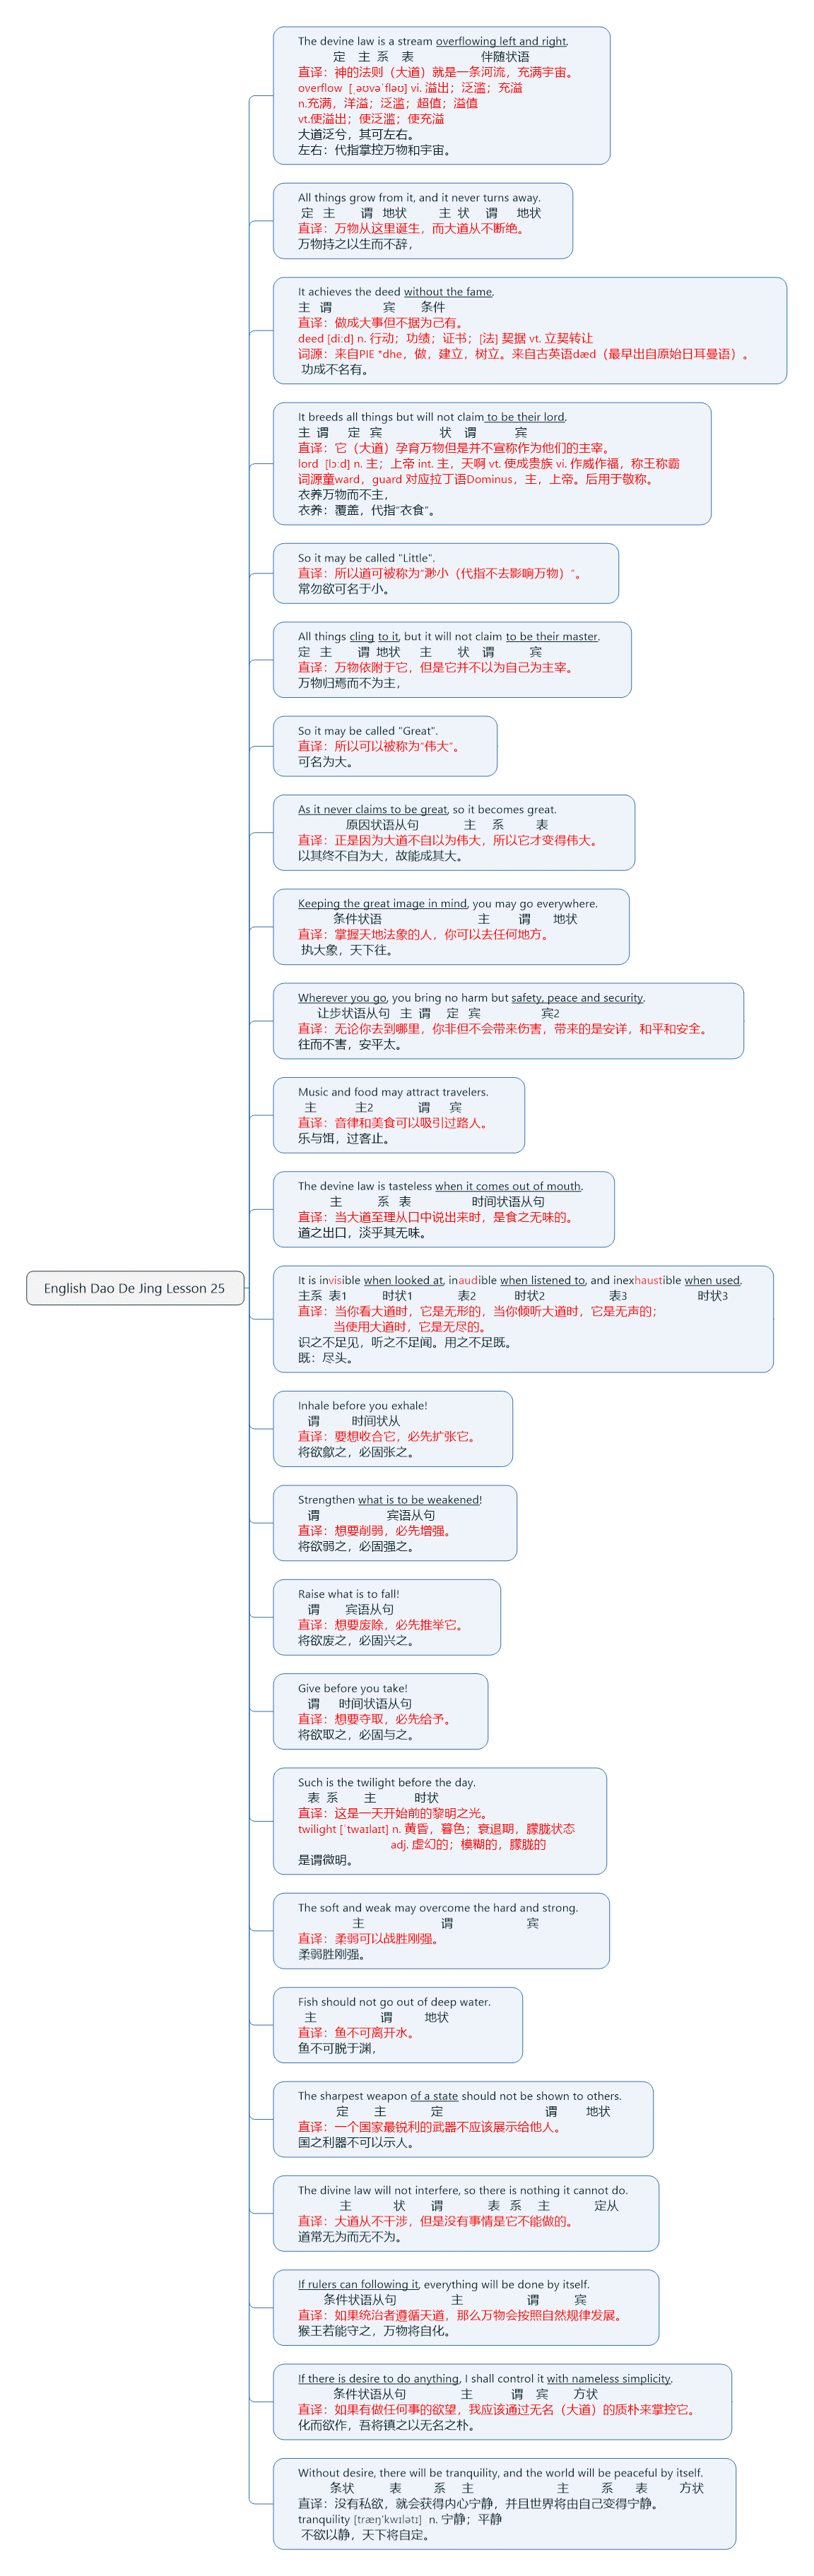 English Dao De Jing Lesson 25
The devine law is a stream overflowing left and right.
定 主 系 表 伴随状语
直译：神的法则（大道）就是一条河流，充满宇宙。
overflow [ˌəʊvəˈfləʊ] vi. 溢出；泛滥；充溢
n.充满，洋溢；泛滥；超值；溢值
vt.使溢出；使泛滥；使充溢
大道泛兮，其可左右。
左右：代指掌控万物和宇宙。
All things grow from it, and it never turns away.
定 主 谓 地状 主 状 谓 地状
直译：万物从这里诞生，而大道从不断绝。
万物持之以生而不辞，
It achieves the deed without the fame,
主 谓 宾 条件
直译：做成大事但不据为己有。
deed [diːd] n. 行动；功绩；证书；[法] 契据 vt. 立契转让
词源：来自PIE *dhe，做，建立，树立。来自古英语dæd（最早出自原始日耳曼语）。
功成不名有。
It breeds all things but will not claim to be their lord.
主 谓 定 宾 状 谓 宾
直译：它（大道）孕育万物但是并不宣称作为他们的主宰。
lord [lɔːd] n. 主；上帝 int. 主，天啊 vt. 使成贵族 vi. 作威作福，称王称霸
词源童ward，guard 对应拉丁语Dominus，主，上帝。后用于敬称。
衣养万物而不主，
衣养：覆盖，代指“衣食”。
So it may be called "Little".
直译：所以道可被称为“渺小（代指不去影响万物）”。
常勿欲可名于小。
All things cling to it, but it will not claim to be their master.
定 主 谓 地状 主 状 谓 宾
直译：万物依附于它，但是它并不以为自己为主宰。
万物归焉而不为主，
So it may be called "Great".
直译：所以可以被称为“伟大”。
可名为大。
As it never claims to be great, so it becomes great.
原因状语从句 主 系 表
直译：正是因为大道不自以为伟大，所以它才变得伟大。
以其终不自为大，故能成其大。
Keeping the great image in mind, you may go everywhere.
条件状语 主 谓 地状
直译：掌握天地法象的人，你可以去任何地方。
执大象，天下往。
Wherever you go, you bring no harm but safety, peace and security.
让步状语从句 主 谓 定 宾 宾2
直译：无论你去到哪里，你非但不会带来伤害，带来的是安详，和平和安全。
往而不害，安平太。
Music and food may attract travelers.
主 主2 谓 宾
直译：音律和美食可以吸引过路人。
乐与饵，过客止。
The devine law is tasteless when it comes out of mouth.
主 系 表 时间状语从句
直译：当大道至理从口中说出来时，是食之无味的。
道之出口，淡乎其无味。
It is invisible when looked at, inaudible when listened to, and inexhaustible when used.
主系 表1 时状1 表2 时状2 表3 时状3
直译：当你看大道时，它是无形的，当你倾听大道时，它是无声的；
当使用大道时，它是无尽的。
识之不足见，听之不足闻。用之不足既。
既：尽头。
Inhale before you exhale!
谓 时间状从
直译：要想收合它，必先扩张它。
将欲歙之，必固张之。
Strengthen what is to be weakened!
谓 宾语从句
直译：想要削弱，必先增强。
将欲弱之，必固强之。
Raise what is to fall!
谓 宾语从句
直译：想要废除，必先推举它。
将欲废之，必固兴之。
Give before you take!
谓 时间状语从句
直译：想要夺取，必先给予。
将欲取之，必固与之。
Such is the twilight before the day.
表 系 主 时状
直译：这是一天开始前的黎明之光。
twilight [ˈtwaɪlaɪt] n. 黄昏，暮色；衰退期，朦胧状态
adj. 虚幻的；模糊的，朦胧的
是谓微明。
The soft and weak may overcome the hard and strong.
主 谓 宾
直译：柔弱可以战胜刚强。
柔弱胜刚强。
Fish should not go out of deep water.
主 谓 地状
直译：鱼不可离开水。
鱼不可脱于渊，
The sharpest weapon of a state should not be shown to others.
定 主 定 谓 地状
直译：一个国家最锐利的武器不应该展示给他人。
国之利器不可以示人。
The divine law will not interfere, so there is nothing it cannot do.
主 状 谓 表 系 主 定从
直译：大道从不干涉，但是没有事情是它不能做的。
道常无为而无不为。
If rulers can following it, everything will be done by itself.
条件状语从句 主 谓 宾
直译：如果统治者遵循天道，那么万物会按照自然规律发展。
猴王若能守之，万物将自化。
If there is desire to do anything, I shall control it with nameless simplicity.
条件状语从句 主 谓 宾 方状
直译：如果有做任何事的欲望，我应该通过无名（大道）的质朴来掌控它。
化而欲作，吾将镇之以无名之朴。
Without desire, there will be tranquility, and the world will be peaceful by itself.
条状 表 系 主 主 系 表 方状
直译：没有私欲，就会获得内心宁静，并且世界将由自己变得宁静。
tranquility [træŋ'kwɪlətɪ] n. 宁静；平静
不欲以静，天下将自定。